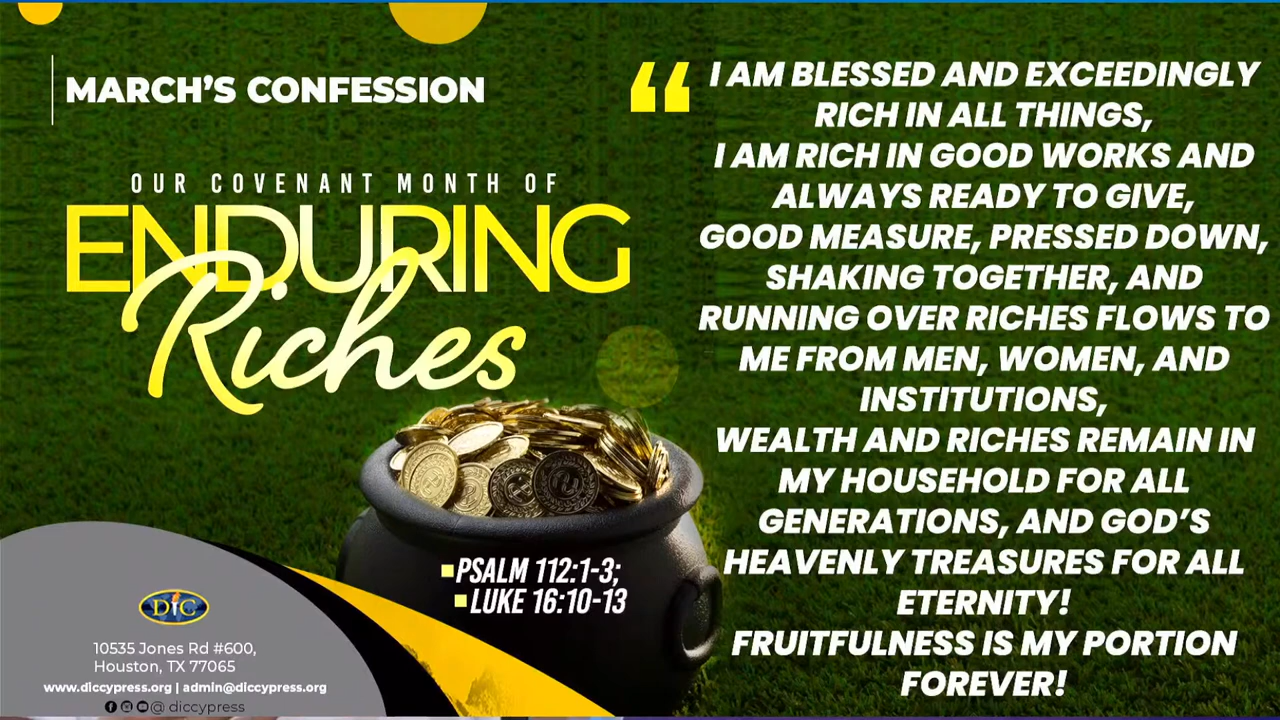 MARCH'S CONFESSION
OUR COVENANT MONTH OF
ENDURING
Riches
PSALM 112:1-3;
LUKE 16:10-13
DIC
10535 Jones Rd #600,
Houston, TX 77065
www.diccypress.org | admin@diccypress.org
@ diccypress
“ I AM BLESSED AND EXCEEDINGLY
RICH IN ALL THINGS,
I AM RICH IN GOOD WORKS AND
ALWAYS READY TO GIVE,
GOOD MEASURE, PRESSED DOWN,
SHAKING TOGETHER, AND
RUNNING OVER RICHES FLOWS TO
ME FROM MEN, WOMEN, AND
INSTITUTIONS,
WEALTH AND RICHES REMAIN IN
MY HOUSEHOLD FOR ALL
GENERATIONS, AND GOD'S
HEAVENLY TREASURES FOR ALL
ETERNITY!
FRUITFULNESS IS MY PORTION
FOREVER!